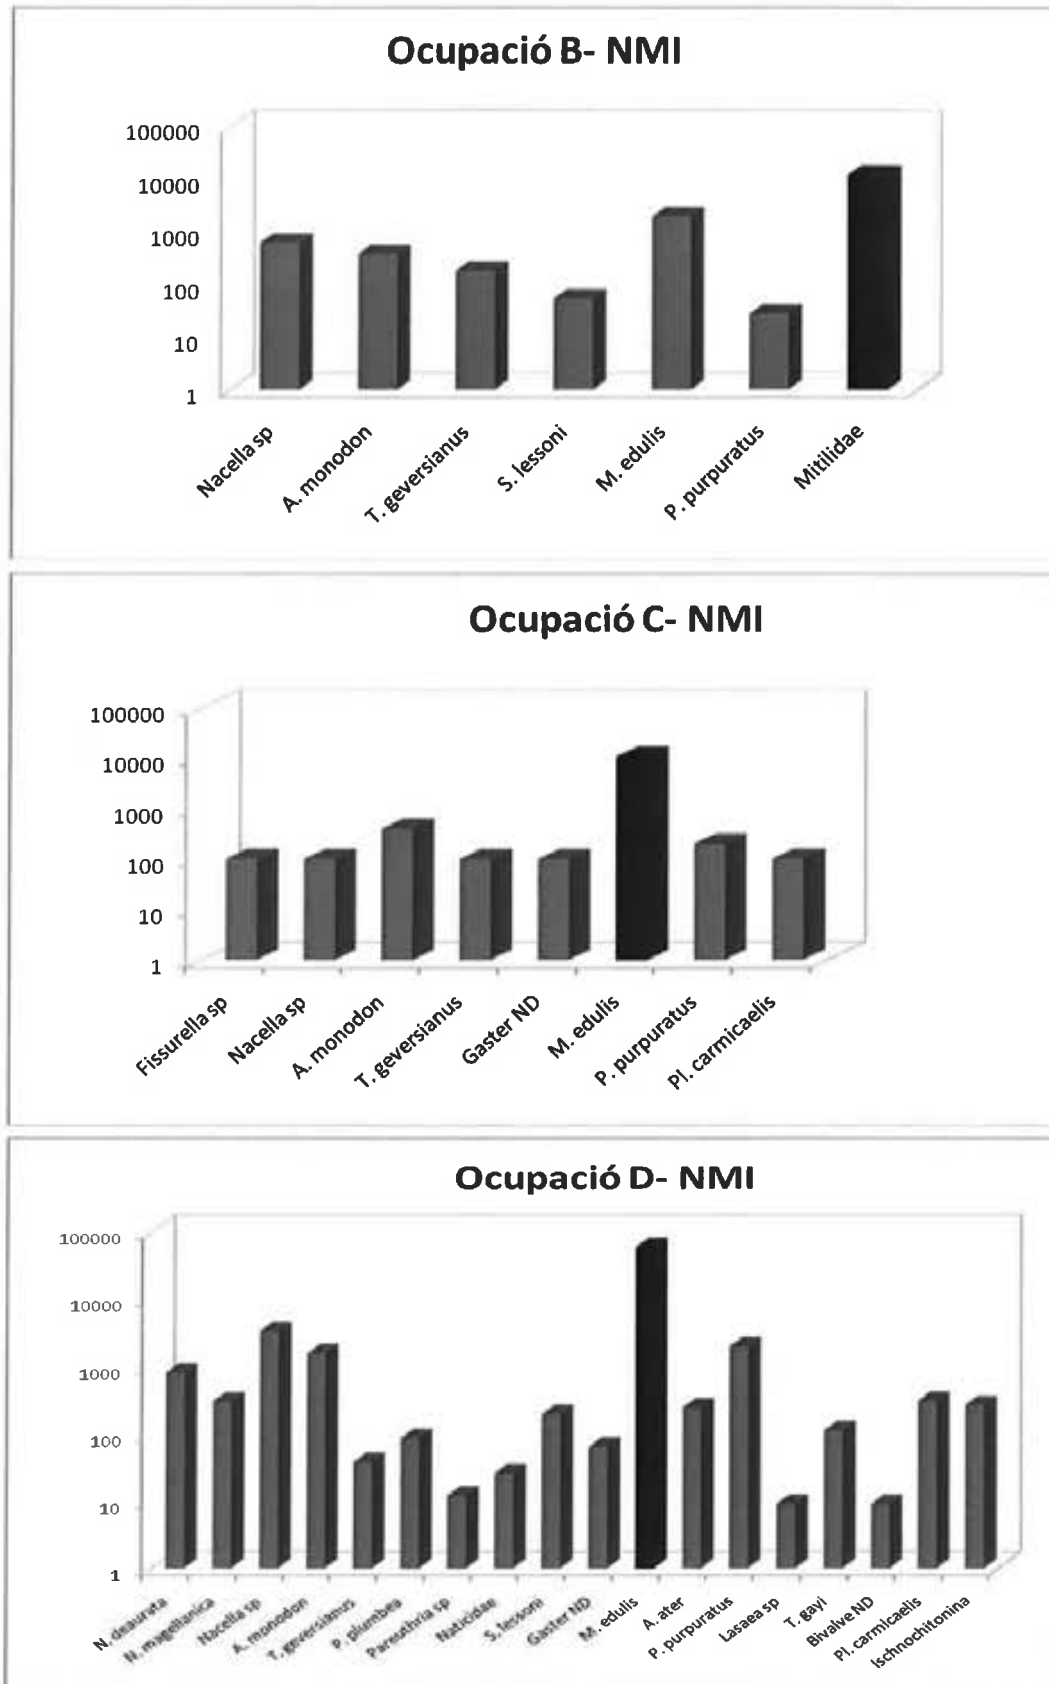 Ocupació B- NMI
100000
10000
1000
100
10
1
Nacella sp
A. monodon
T. geversianus
S. lessoni
M. edulis
P. purpuratus
Mitilidae
Ocupació C- NMI
100000
10000
1000
100
10
1
Fissurella sp
Nacella sp
A. monodon
T. geversianus
Gaster ND
M. edulis
P. purpuratus
Pl. carmicaelis
Ocupació D- NMI
100000
10000
1000
100
10
1
N. deaurata
N. magellanica
Nacella sp
A. monodon
T. geversianus
P. plumbea
Pareuthria sp
Naticidae
S. lessoni
Gaster ND
M. edulis
A. ater
P. purpuratus
Lasaea sp
T. gayi
Bivalve ND
Pl. carmicaelis
Ischnochitonina